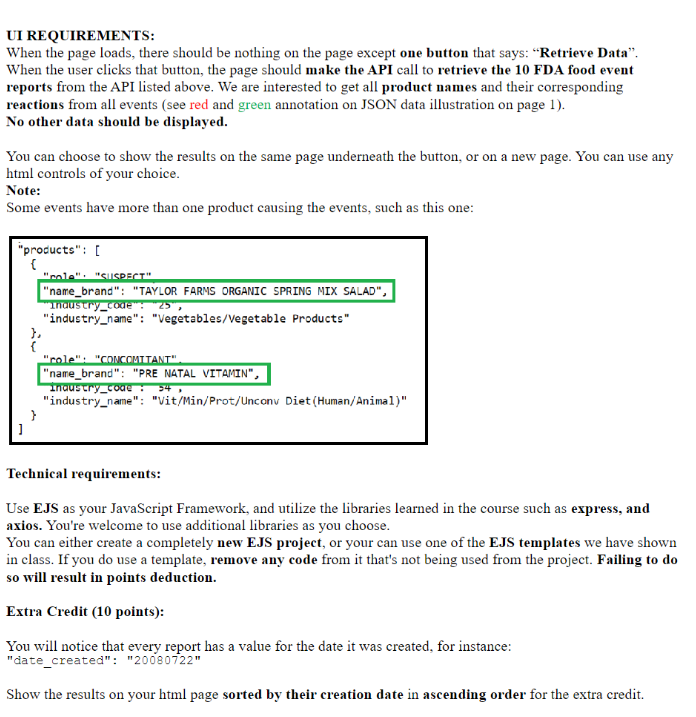 UI REQUIREMENTS:
When the page loads, there should be nothing on the page except one button that says: “Retrieve Data”.
When the user clicks that button, the page should make the API call to retrieve the 10 FDA food event
reports from the API listed above. We are interested to get all product names and their corresponding
reactions from all events (see red and green annotation on JSON data illustration on page 1).
No other data should be displayed.
You can choose to show the results on the same page underneath the button, or on a new page. You can use any
html controls of your choice.
Note:
Some events have more than one product causing the events, such as this one:
"products": [
{
"role": "SUSPECT"
"name_brand": "TAYLOR FARMS ORGANIC SPRING MIX SALAD",
"industry_code": "25",
"industry_name": "Vegetables/Vegetable Products"
},
{
"role": "CONCOMITANT",
"name_brand": "PRE NATAL VITAMIN",
"industry_code": "54",
"industry_name": "Vit/Min/Prot/Unconv Diet(Human/Animal)"
}
]
Technical requirements:
Use EJS as your JavaScript Framework, and utilize the libraries learned in the course such as express, and
axios. You're welcome to use additional libraries as you choose.
You can either create a completely new EJS project, or your can use one of the EJS templates we have shown
in class. If you do use a template, remove any code from it that's not being used from the project. Failing to do
so will result in points deduction.
Extra Credit (10 points):
You will notice that every report has a value for the date it was created, for instance:
"date_created": "20080722"
Show the results on your html page sorted by their creation date in ascending order for the extra credit.